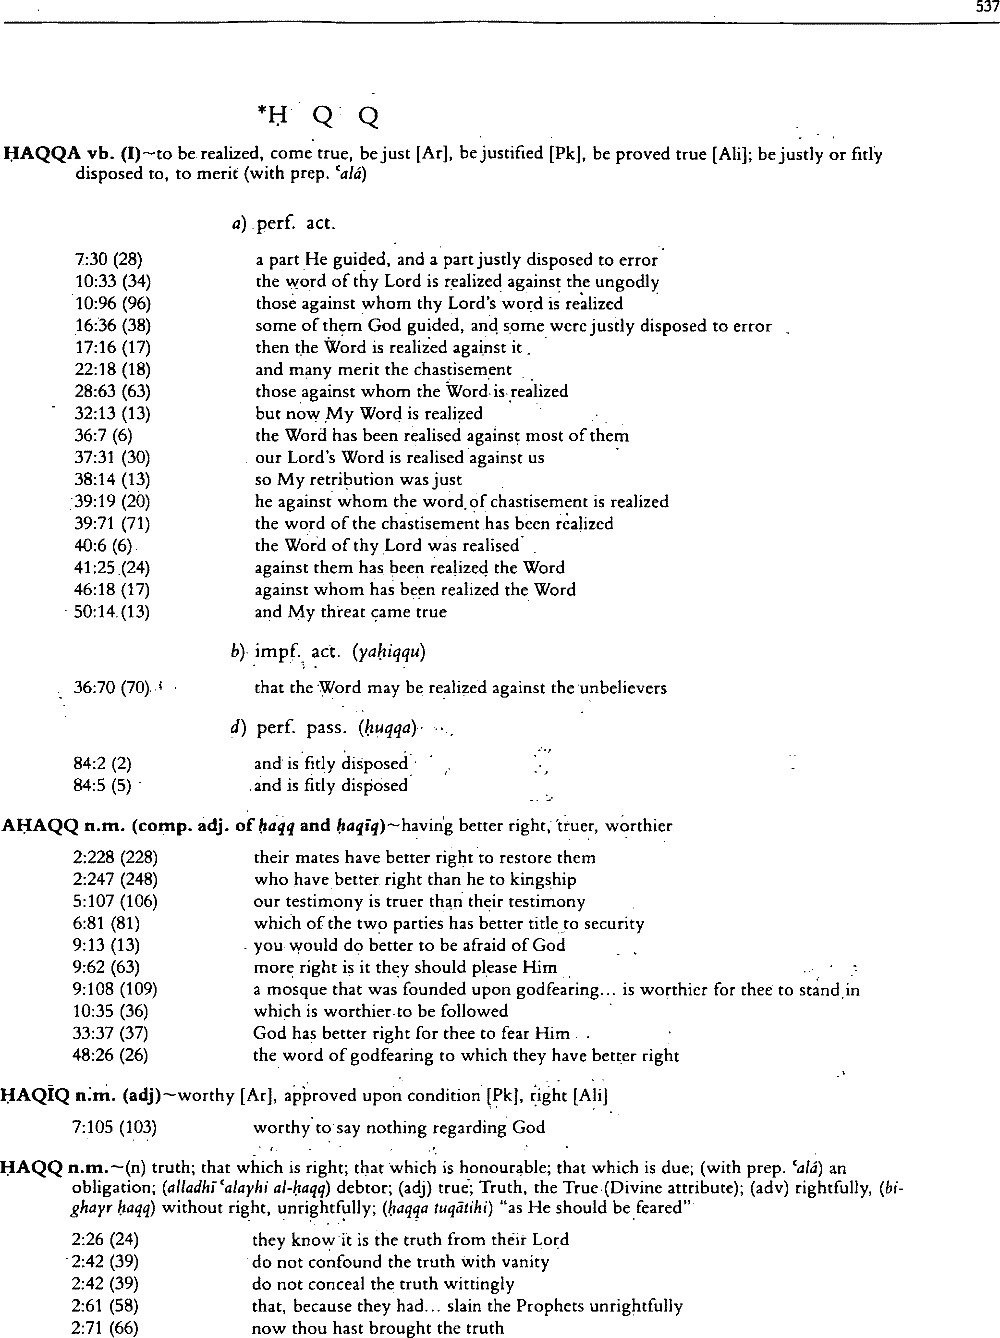 537
*Ḥ Q Q
ḤAQQA vb. (I)~to be realized, come true, be just [Ar], be justified [Pk], be proved true [Ali]; be justly or fitly
disposed to, to merit (with prep. ʿalá)
a) perf. act.
7:30 (28) a part He guided, and a part justly disposed to error
10:33 (34) the word of thy Lord is realized against the ungodly
10:96 (96) those against whom thy Lord's word is realized
16:36 (38) some of them God guided, and some were justly disposed to error
17:16 (17) then the Word is realized against it
22:18 (18) and many merit the chastisement
28:63 (63) those against whom the Word is realized
32:13 (13) but now My Word is realized
36:7 (6) the Word has been realised against most of them
37:31 (30) our Lord's Word is realised against us
38:14 (13) so My retribution was just
39:19 (20) he against whom the word of chastisement is realized
39:71 (71) the word of the chastisement has been realized
40:6 (6) the Word of thy Lord was realised
41:25 (24) against them has been realized the Word
46:18 (17) against whom has been realized the Word
50:14 (13) and My threat came true
b) impf. act. (yaḥiqqu)
36:70 (70) that the Word may be realized against the unbelievers
d) perf. pass. (ḥuqqa)
84:2 (2) and is fitly disposed
84:5 (5) and is fitly disposed
AḤAQQ n.m. (comp. adj. of ḥaqq and ḥaqīq)~having better right, truer, worthier
2:228 (228) their mates have better right to restore them
2:247 (248) who have better right than he to kingship
5:107 (106) our testimony is truer than their testimony
6:81 (81) which of the two parties has better title to security
9:13 (13) you would do better to be afraid of God
9:62 (63) more right is it they should please Him
9:108 (109) a mosque that was founded upon godfearing... is worthier for thee to stand in
10:35 (36) which is worthier to be followed
33:37 (37) God has better right for thee to fear Him
48:26 (26) the word of godfearing to which they have better right
ḤAQĪQ n.m. (adj)~worthy [Ar], approved upon condition [Pk], right [Ali]
7:105 (103) worthy to say nothing regarding God
ḤAQQ n.m.~(n) truth; that which is right; that which is honourable; that which is due; (with prep. ʿalá) an
obligation; (alladhī ʿalayhi al-ḥaqq) debtor; (adj) true; Truth, the True (Divine attribute); (adv) rightfully, (bi-
ghayr ḥaqq) without right, unrightfully; (ḥaqqa tuqātihi) "as He should be feared"
2:26 (24) they know it is the truth from their Lord
2:42 (39) do not confound the truth with vanity
2:42 (39) do not conceal the truth wittingly
2:61 (58) that, because they had... slain the Prophets unrightfully
2:71 (66) now thou hast brought the truth